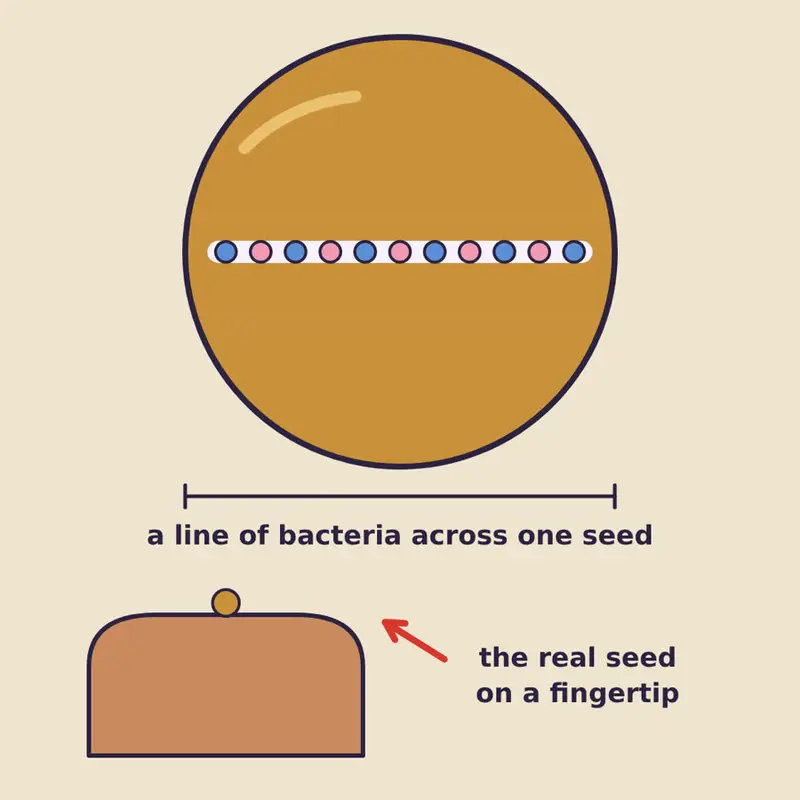 a line of bacteria across one seed
the real seed
on a fingertip